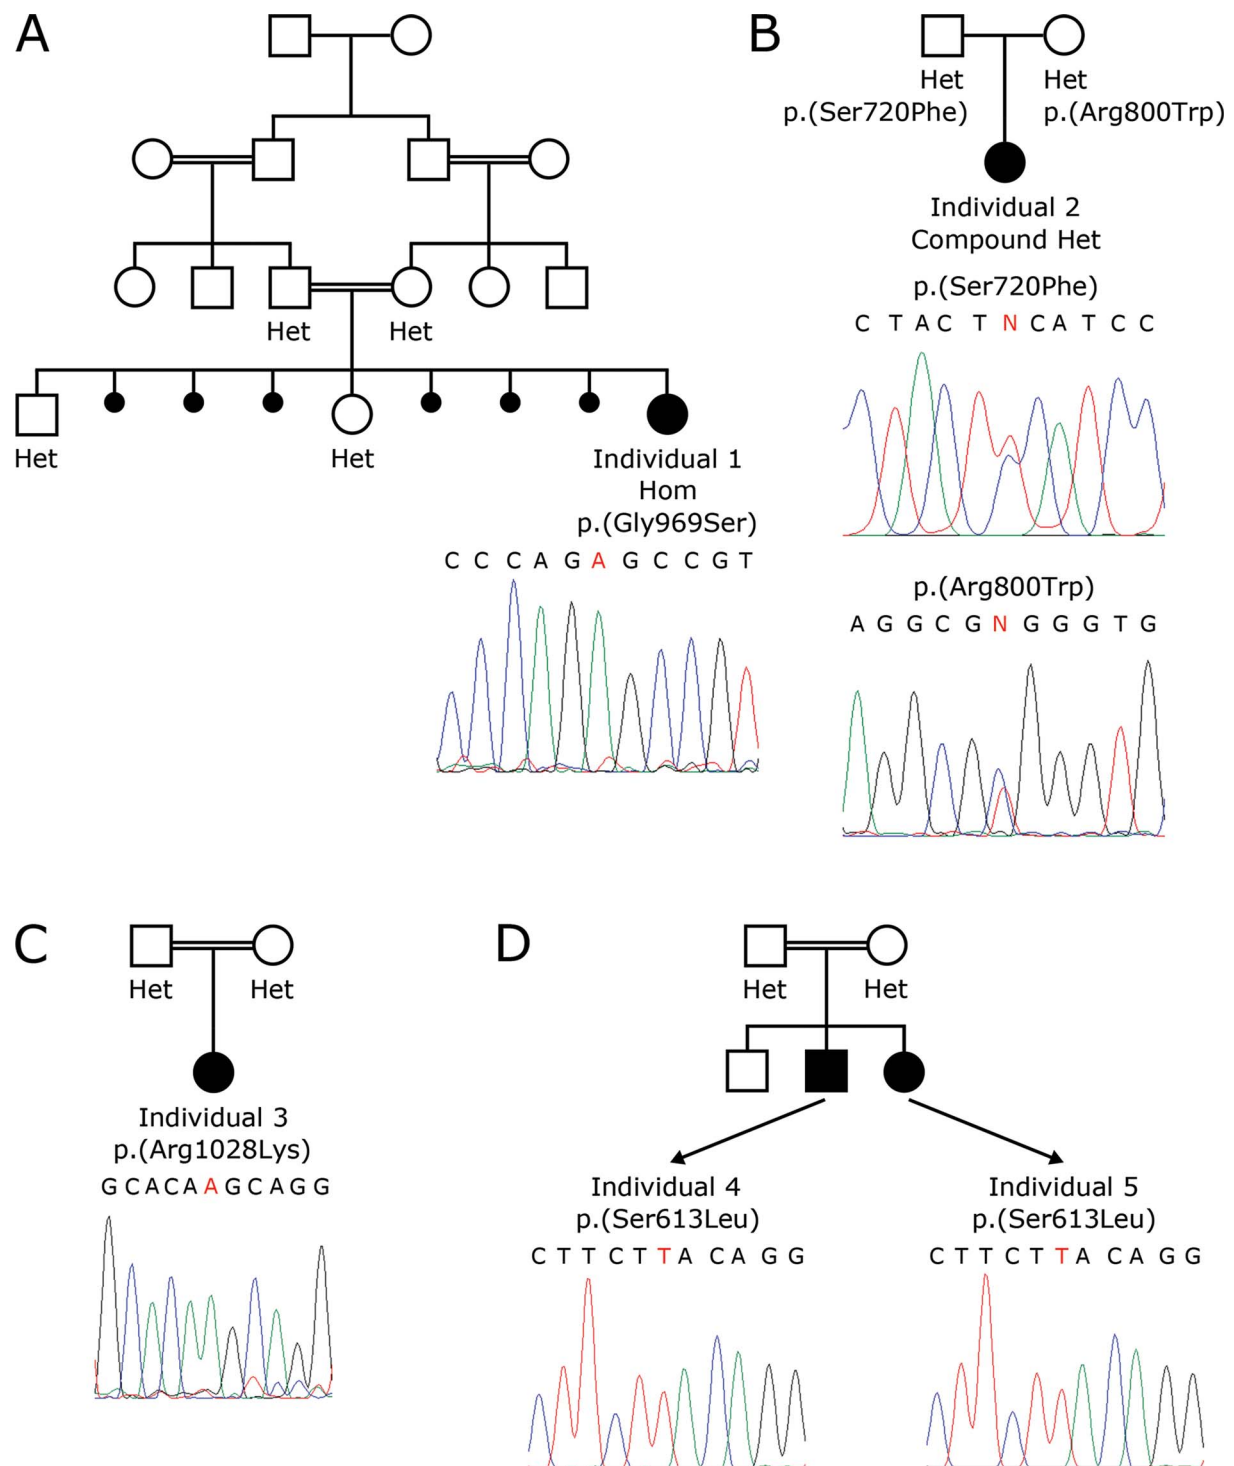 A
Het Het
Het
Het
Individual 1
Hom
p.(Gly969Ser)
C C C A G A G C C G T
B
Het Het
p.(Ser720Phe) p.(Arg800Trp)
Individual 2
Compound Het
p.(Ser720Phe)
C T A C T N C A T C C
p.(Arg800Trp)
A G G C G N G G G T G
C
Het Het
Individual 3
p.(Arg1028Lys)
G C A C A A G C A G G
D
Het Het
Individual 4
p.(Ser613Leu)
C T T C T T A C A G G
Individual 5
p.(Ser613Leu)
C T T C T T A C A G G